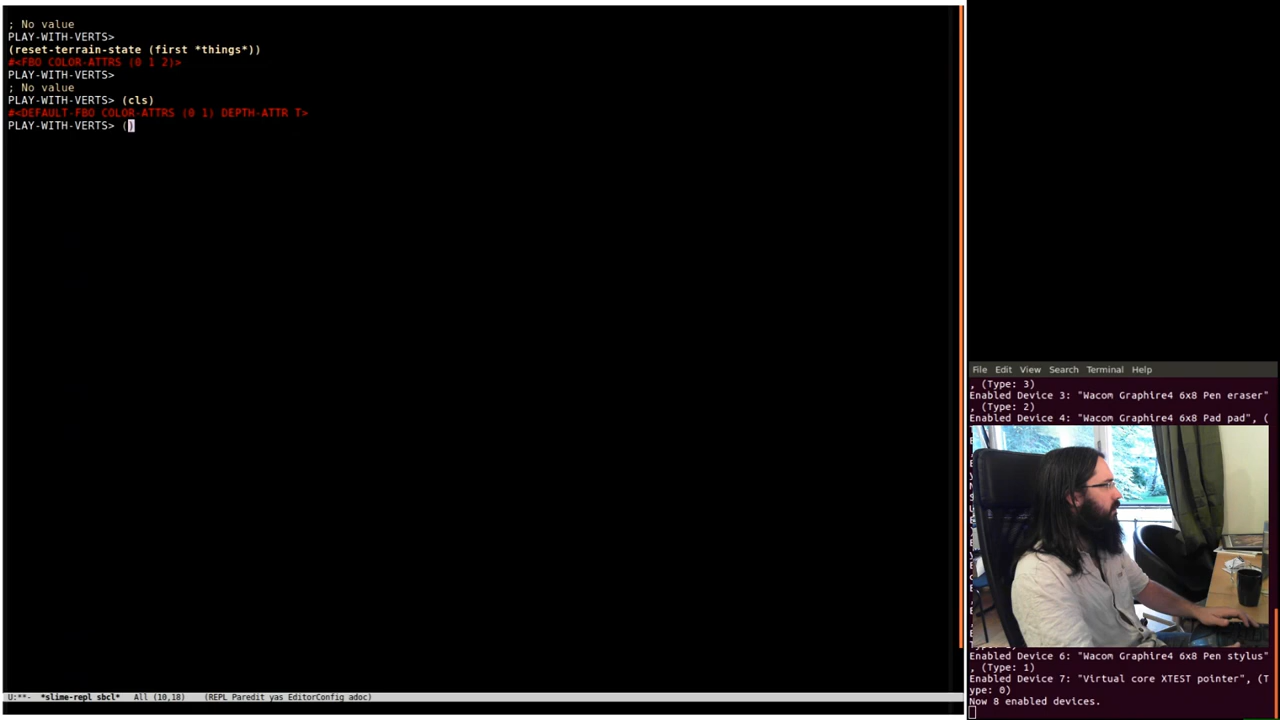 ; No value
PLAY-WITH-VERTS>
(reset-terrain-state (first *things*))
#<FBO COLOR-ATTRS (0 1 2)>
PLAY-WITH-VERTS>
; No value
PLAY-WITH-VERTS> (cls)
#<DEFAULT-FBO COLOR-ATTRS (0 1) DEPTH-ATTR T>
PLAY-WITH-VERTS> ()
U:**-  *slime-repl sbcl*   All (10,18)    (REPL Paredit yas EditorConfig adoc)
File Edit View Search Terminal Help
, (Type: 3)
Enabled Device 3: "Wacom Graphire4 6x8 Pen eraser"
, (Type: 2)
Enabled Device 4: "Wacom Graphire4 6x8 Pad pad", (
Enabled Device 6: "Wacom Graphire4 6x8 Pen stylus"
, (Type: 1)
Enabled Device 7: "Virtual core XTEST pointer", (T
ype: 0)
Now 8 enabled devices.